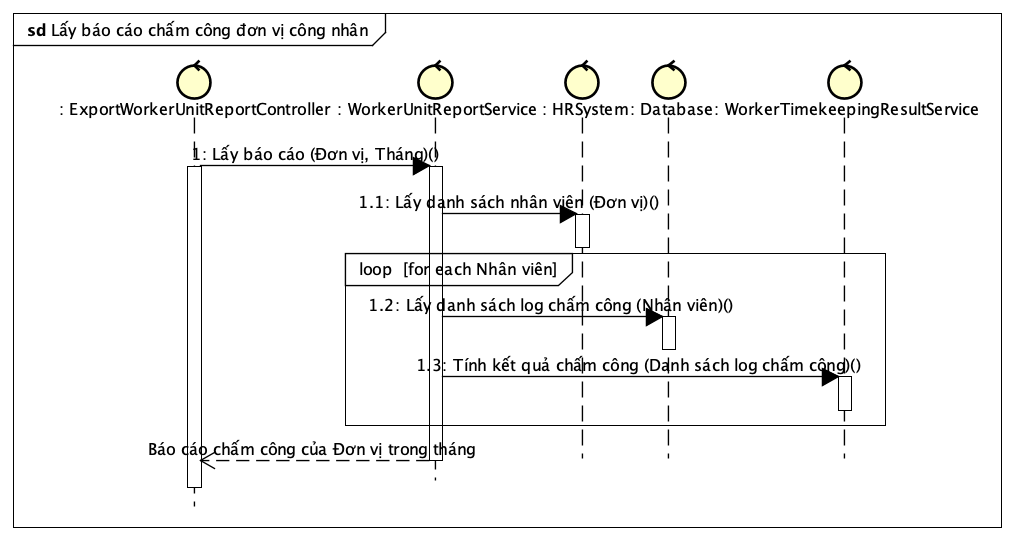 sd Lấy báo cáo chấm công đơn vị công nhân
: ExportWorkerUnitReportController : WorkerUnitReportService : HRSystem : Database : WorkerTimekeepingResultService
1: Lấy báo cáo (Đơn vị, Tháng)()
1.1: Lấy danh sách nhân viên (Đơn vị)()
loop [for each Nhân viên]
1.2: Lấy danh sách log chấm công (Nhân viên)()
1.3: Tính kết quả chấm công (Danh sách log chấm công)()
Báo cáo chấm công của Đơn vị trong tháng